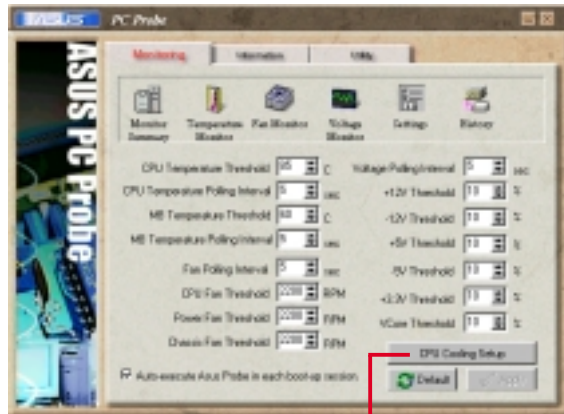 ASUS PC Probe
ASUS PC Probe
Monitoring Information Utility
Monitor Summary
Temperature Monitor
Fan Monitor
Voltage Monitor
Settings
History
CPU Temperature Threshold C
CPU Temperature Polling Interval 5 sec
MB Temperature Threshold 60 C
MB Temperature Polling Interval 5 sec
Fan Polling Interval 5 sec
CPU Fan Threshold 2200 RPM
Power Fan Threshold 2200 RPM
Chassis Fan Threshold 2200 RPM
Voltage Polling Interval 5 sec
+12V Threshold 10 %
-12V Threshold 10 %
+5V Threshold 10 %
-5V Threshold 10 %
+3.3V Threshold 10 %
VCore Threshold 10 %
CPU Cooling Setup
Auto-execute Asus Probe in each boot-up session.
Default Apply